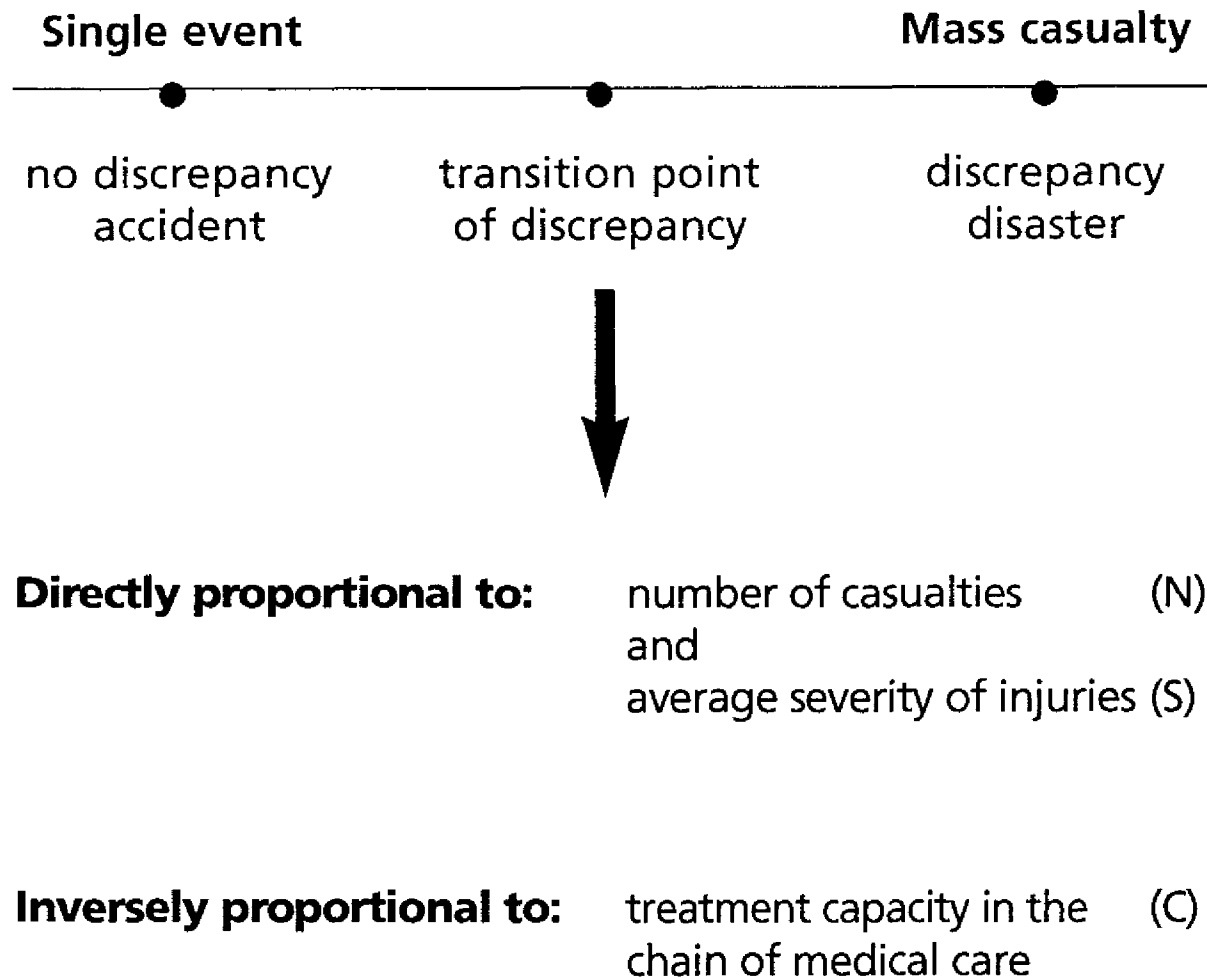 Single event Mass casualty
no discrepancy transition point discrepancy
accident of discrepancy disaster
Directly proportional to: number of casualties (N)
and
average severity of injuries (S)
Inversely proportional to: treatment capacity in the (C)
chain of medical care